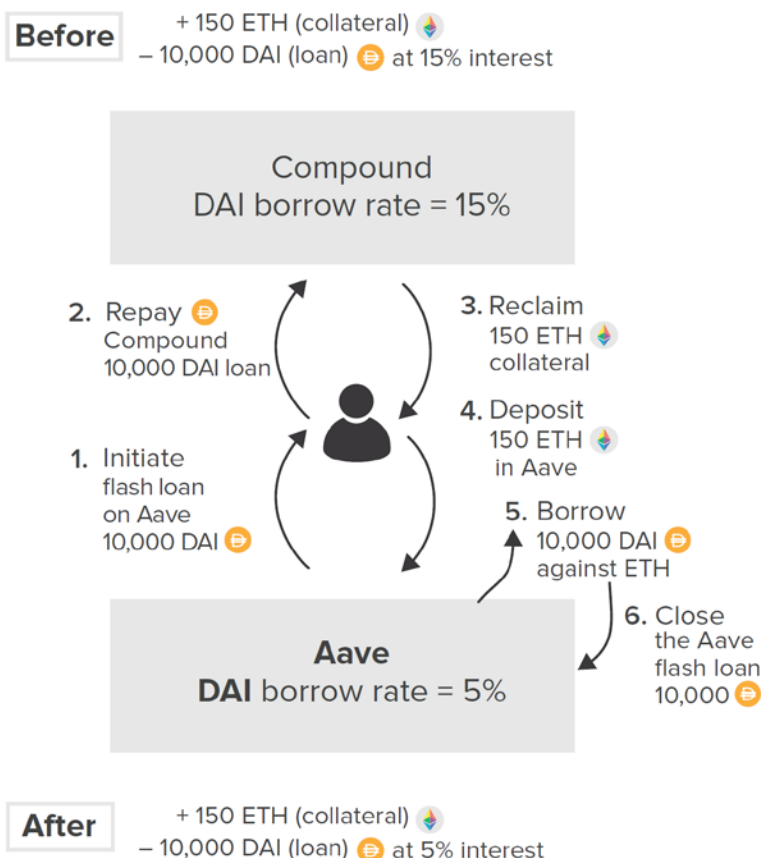 Before
+ 150 ETH (collateral)
– 10,000 DAI (loan) at 15% interest
Compound
DAI borrow rate = 15%
2. Repay
Compound
10,000 DAI loan
3. Reclaim
150 ETH
collateral
4. Deposit
150 ETH
in Aave
1. Initiate
flash loan
on Aave
10,000 DAI
5. Borrow
10,000 DAI
against ETH
6. Close
the Aave
flash loan
10,000
Aave
DAI borrow rate = 5%
After
+ 150 ETH (collateral)
– 10,000 DAI (loan) at 5% interest